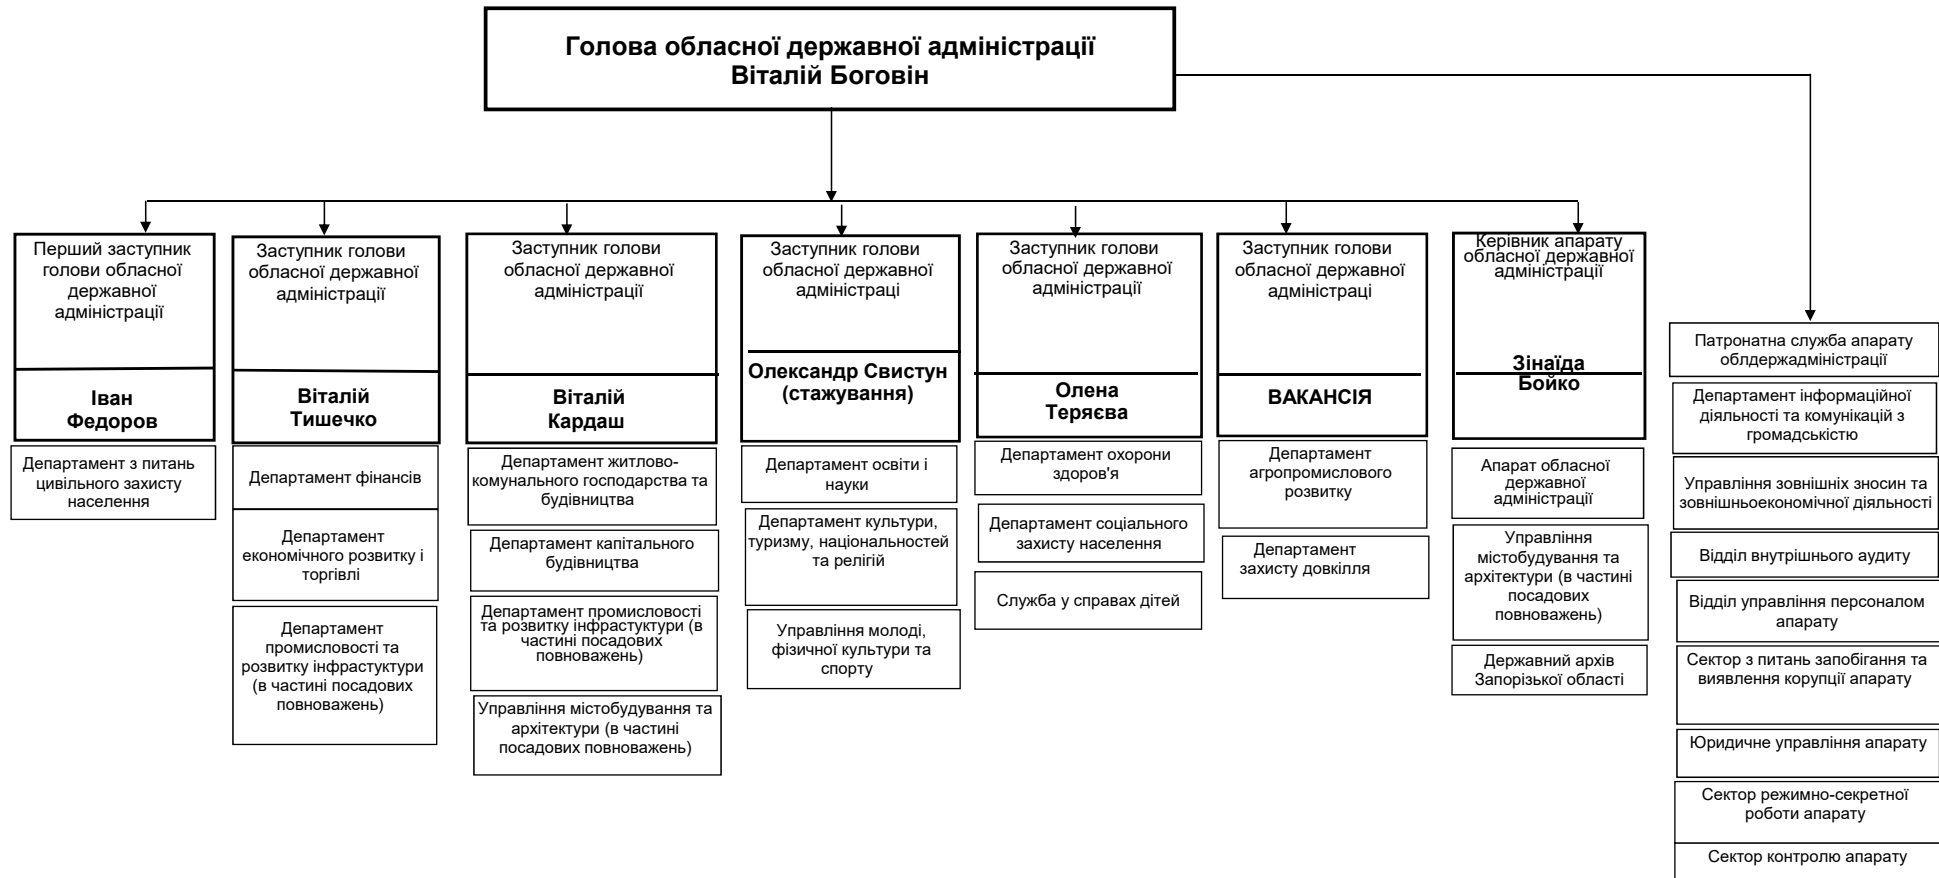 Голова обласної державної адміністрації
Віталій Боговін
Перший заступник
голови обласної
державної
адміністрації
Іван
Федоров
Департамент з питань
цивільного захисту
населення
Заступник голови
обласної державної
адміністрації
Віталій
Тишечко
Департамент фінансів
Департамент
економічного розвитку і
торгівлі
Департамент
промисловості та
розвитку інфрастуктури
(в частині посадових
повноважень)
Заступник голови
обласної державної
адміністрації
Віталій
Кардаш
Департамент житлово-
комунального господарства та
будівництва
Департамент капітального
будівництва
Департамент промисловості
та розвитку інфрастуктури (в
частині посадових
повноважень)
Управління містобудування та
архітектури (в частині
посадових повноважень)
Заступник голови
обласної державної
адміністраці
Олександр Свистун
(стажування)
Департамент освіти і
науки
Департамент культури,
туризму, національностей
та релігій
Управління молоді,
фізичної культури та
спорту
Заступник голови
обласної державної
адміністрації
Олена
Теряєва
Департамент охорони
здоров'я
Департамент соціального
захисту населення
Служба у справах дітей
Заступник голови
обласної державної
адміністраці
ВАКАНСІЯ
Департамент
агропромислового
розвитку
Департамент
захисту довкілля
Керівник апарату
обласної державної
адміністрації
Зінаїда
Бойко
Апарат обласної
державної
адміністрації
Управління
містобудування та
архітектури (в частині
посадових
повноважень)
Державний архів
Запорізької області
Патронатна служба апарату
облдержадміністрації
Департамент інформаційної
діяльності та комунікацій з
громадськістю
Управління зовнішніх зносин та
зовнішньоекономічної діяльності
Відділ внутрішнього аудиту
Відділ управління персоналом
апарату
Сектор з питань запобігання та
виявлення корупції апарату
Юридичне управління апарату
Сектор режимно-секретної
роботи апарату
Сектор контролю апарату